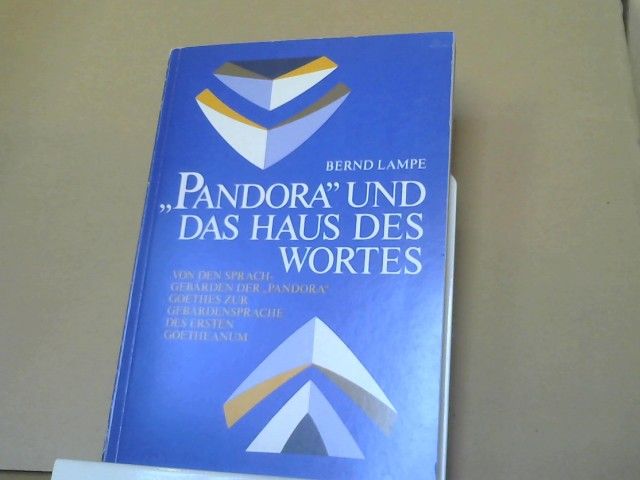 BERND LAMPE
„PANDORA” UND
DAS HAUS DES
WORTES
VON DEN SPRACH-
GEBÄRDEN DER „PANDORA”
GOETHES ZUR
GEBÄRDENSPRACHE
DES ERSTEN
GOETHEANUM